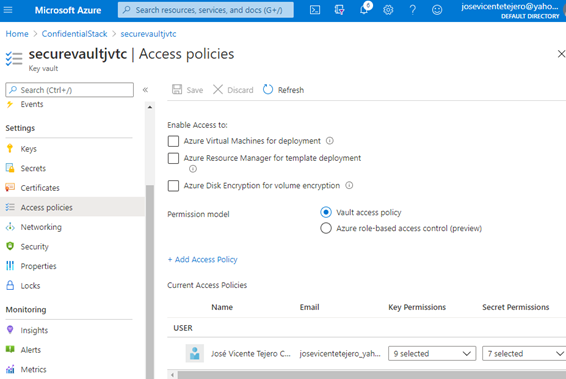 Microsoft Azure
Search resources, services, and docs (G+/)
6
josevicentetejero@yaho...
DEFAULT DIRECTORY
Home > ConfidentialStack > securevaultjvtc
securevaultjvtc | Access policies
Key vault
Search (Ctrl+/)
«
Save
Discard
Refresh
Events
Settings
Keys
Secrets
Certificates
Access policies
Networking
Security
Properties
Locks
Monitoring
Insights
Alerts
Metrics
Enable Access to:
Azure Virtual Machines for deployment
Azure Resource Manager for template deployment
Azure Disk Encryption for volume encryption
Permission model
Vault access policy
Azure role-based access control (preview)
+ Add Access Policy
Current Access Policies
Name Email Key Permissions Secret Permissions
USER
José Vicente Tejero C... josevicentetejero_yah... 9 selected 7 selected